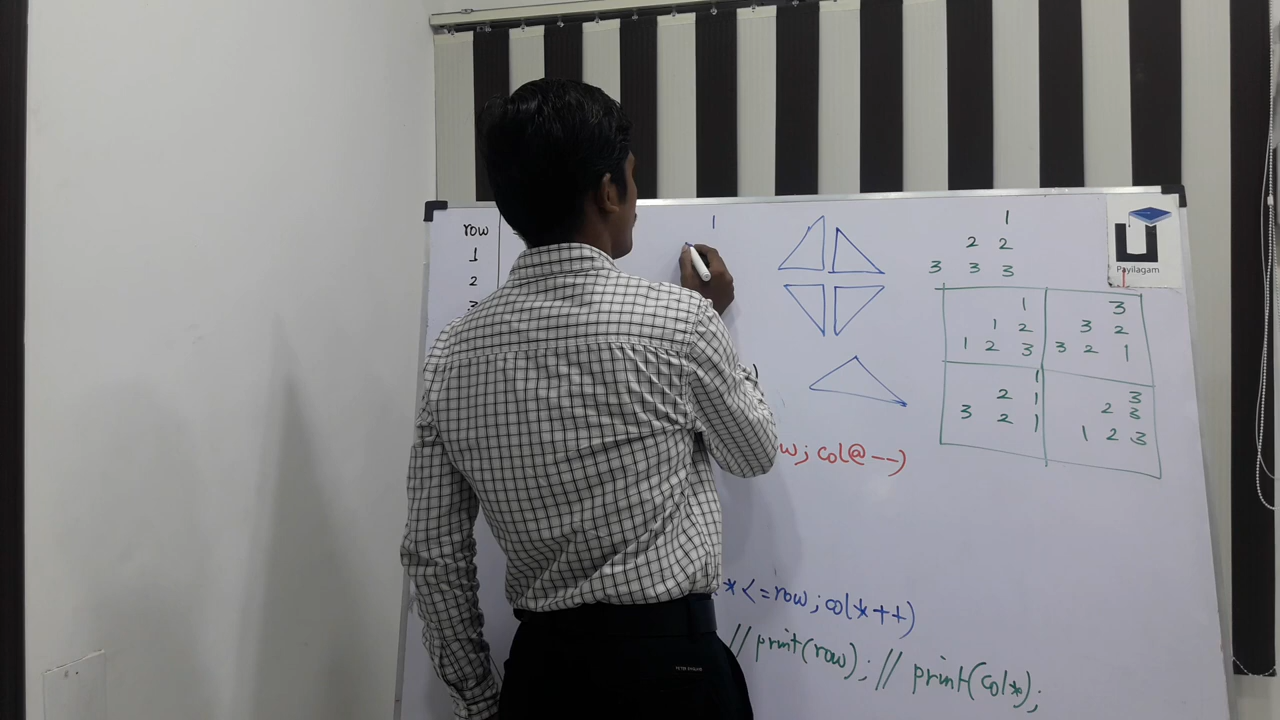 row
1
2
1
1
2 2
3 3 3
Payilagam
1
1 2
1 2 3
3
3 2
3 2 1
1
2 1
3 2 1
3
2 3
1 2 3
w; col@--)
*<=row;col*++)
// print(row); // print(col*);